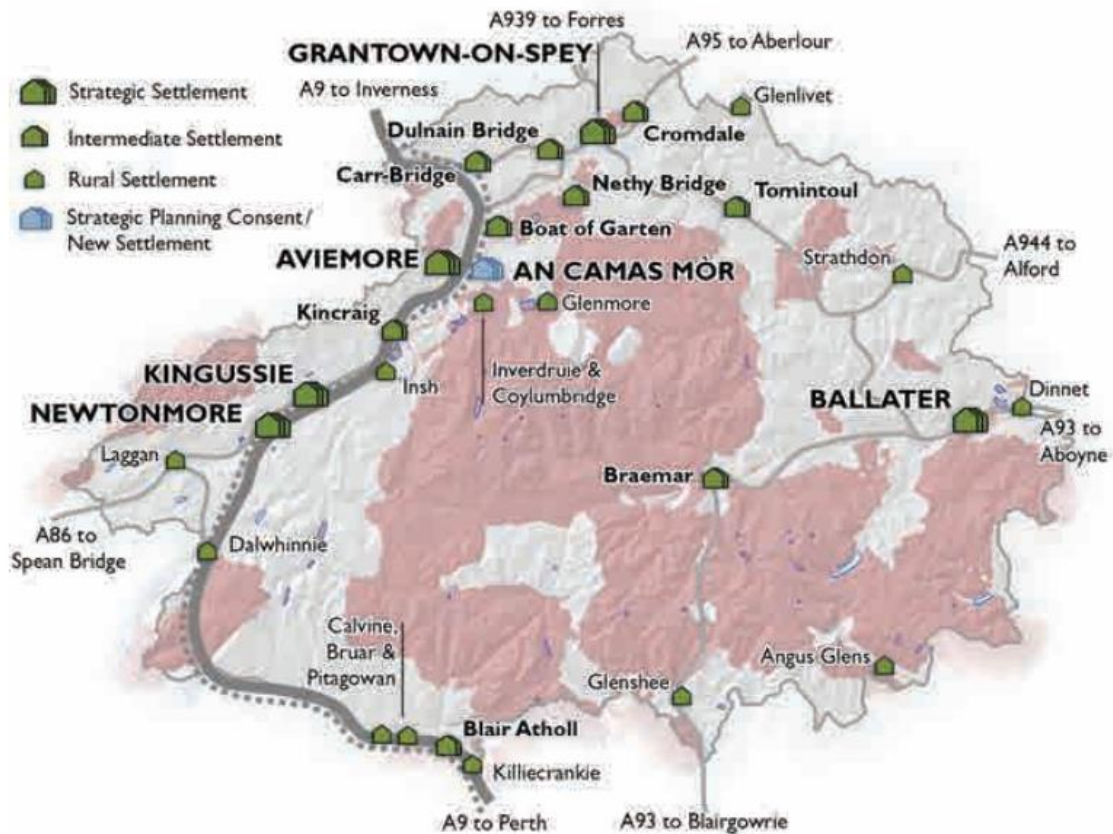 A939 to Forres
GRANTOWN-ON-SPEY
A95 to Aberlour
Strategic Settlement
Intermediate Settlement
Rural Settlement
Strategic Planning Consent/
New Settlement
A9 to Inverness
Glenlivet
Dulnain Bridge
Cromdale
Carr-Bridge
Nethy Bridge
Tomintoul
Boat of Garten
AVIEMORE
AN CAMAS MÒR
Strathdon
A944 to
Alford
Glenmore
Kincraig
Inverdruie &
Coylumbridge
Insh
KINGUSSIE
NEWTONMORE
BALLATER
Dinnet
A93 to
Aboyne
Laggan
Braemar
A86 to
Spean Bridge
Dalwhinnie
Calvine,
Bruar &
Pitagowan
Angus Glens
Glenshee
Blair Atholl
Killiecrankie
A9 to Perth
A93 to Blairgowrie